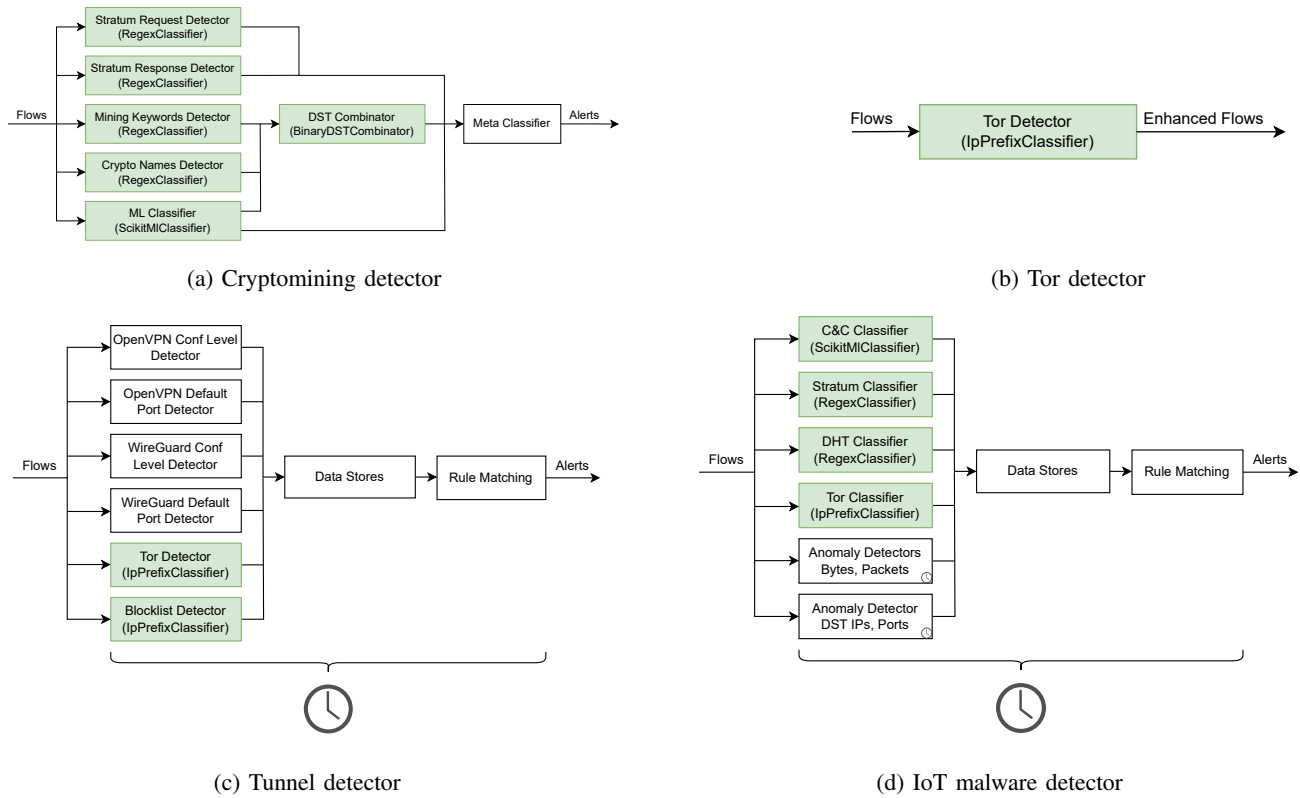 Stratum Request Detector
(RegexClassifier)
Stratum Response Detector
(RegexClassifier)
Flows
Mining Keywords Detector
(RegexClassifier)
DST Combinator
(BinaryDSTCombinator)
Meta Classifier
Alerts
Crypto Names Detector
(RegexClassifier)
ML Classifier
(ScikitMlClassifier)
(a) Cryptomining detector
Flows
Tor Detector
(IpPrefixClassifier)
Enhanced Flows
(b) Tor detector
OpenVPN Conf Level
Detector
OpenVPN Default
Port Detector
WireGuard Conf
Level Detector
Flows
WireGuard Default
Port Detector
Tor Detector
(IpPrefixClassifier)
Blocklist Detector
(IpPrefixClassifier)
Data Stores
Rule Matching
Alerts
(c) Tunnel detector
C&C Classifier
(ScikitMlClassifier)
Stratum Classifier
(RegexClassifier)
DHT Classifier
(RegexClassifier)
Flows
Tor Classifier
(IpPrefixClassifier)
Anomaly Detectors
Bytes, Packets
Anomaly Detector
DST IPs, Ports
Data Stores
Rule Matching
Alerts
(d) IoT malware detector